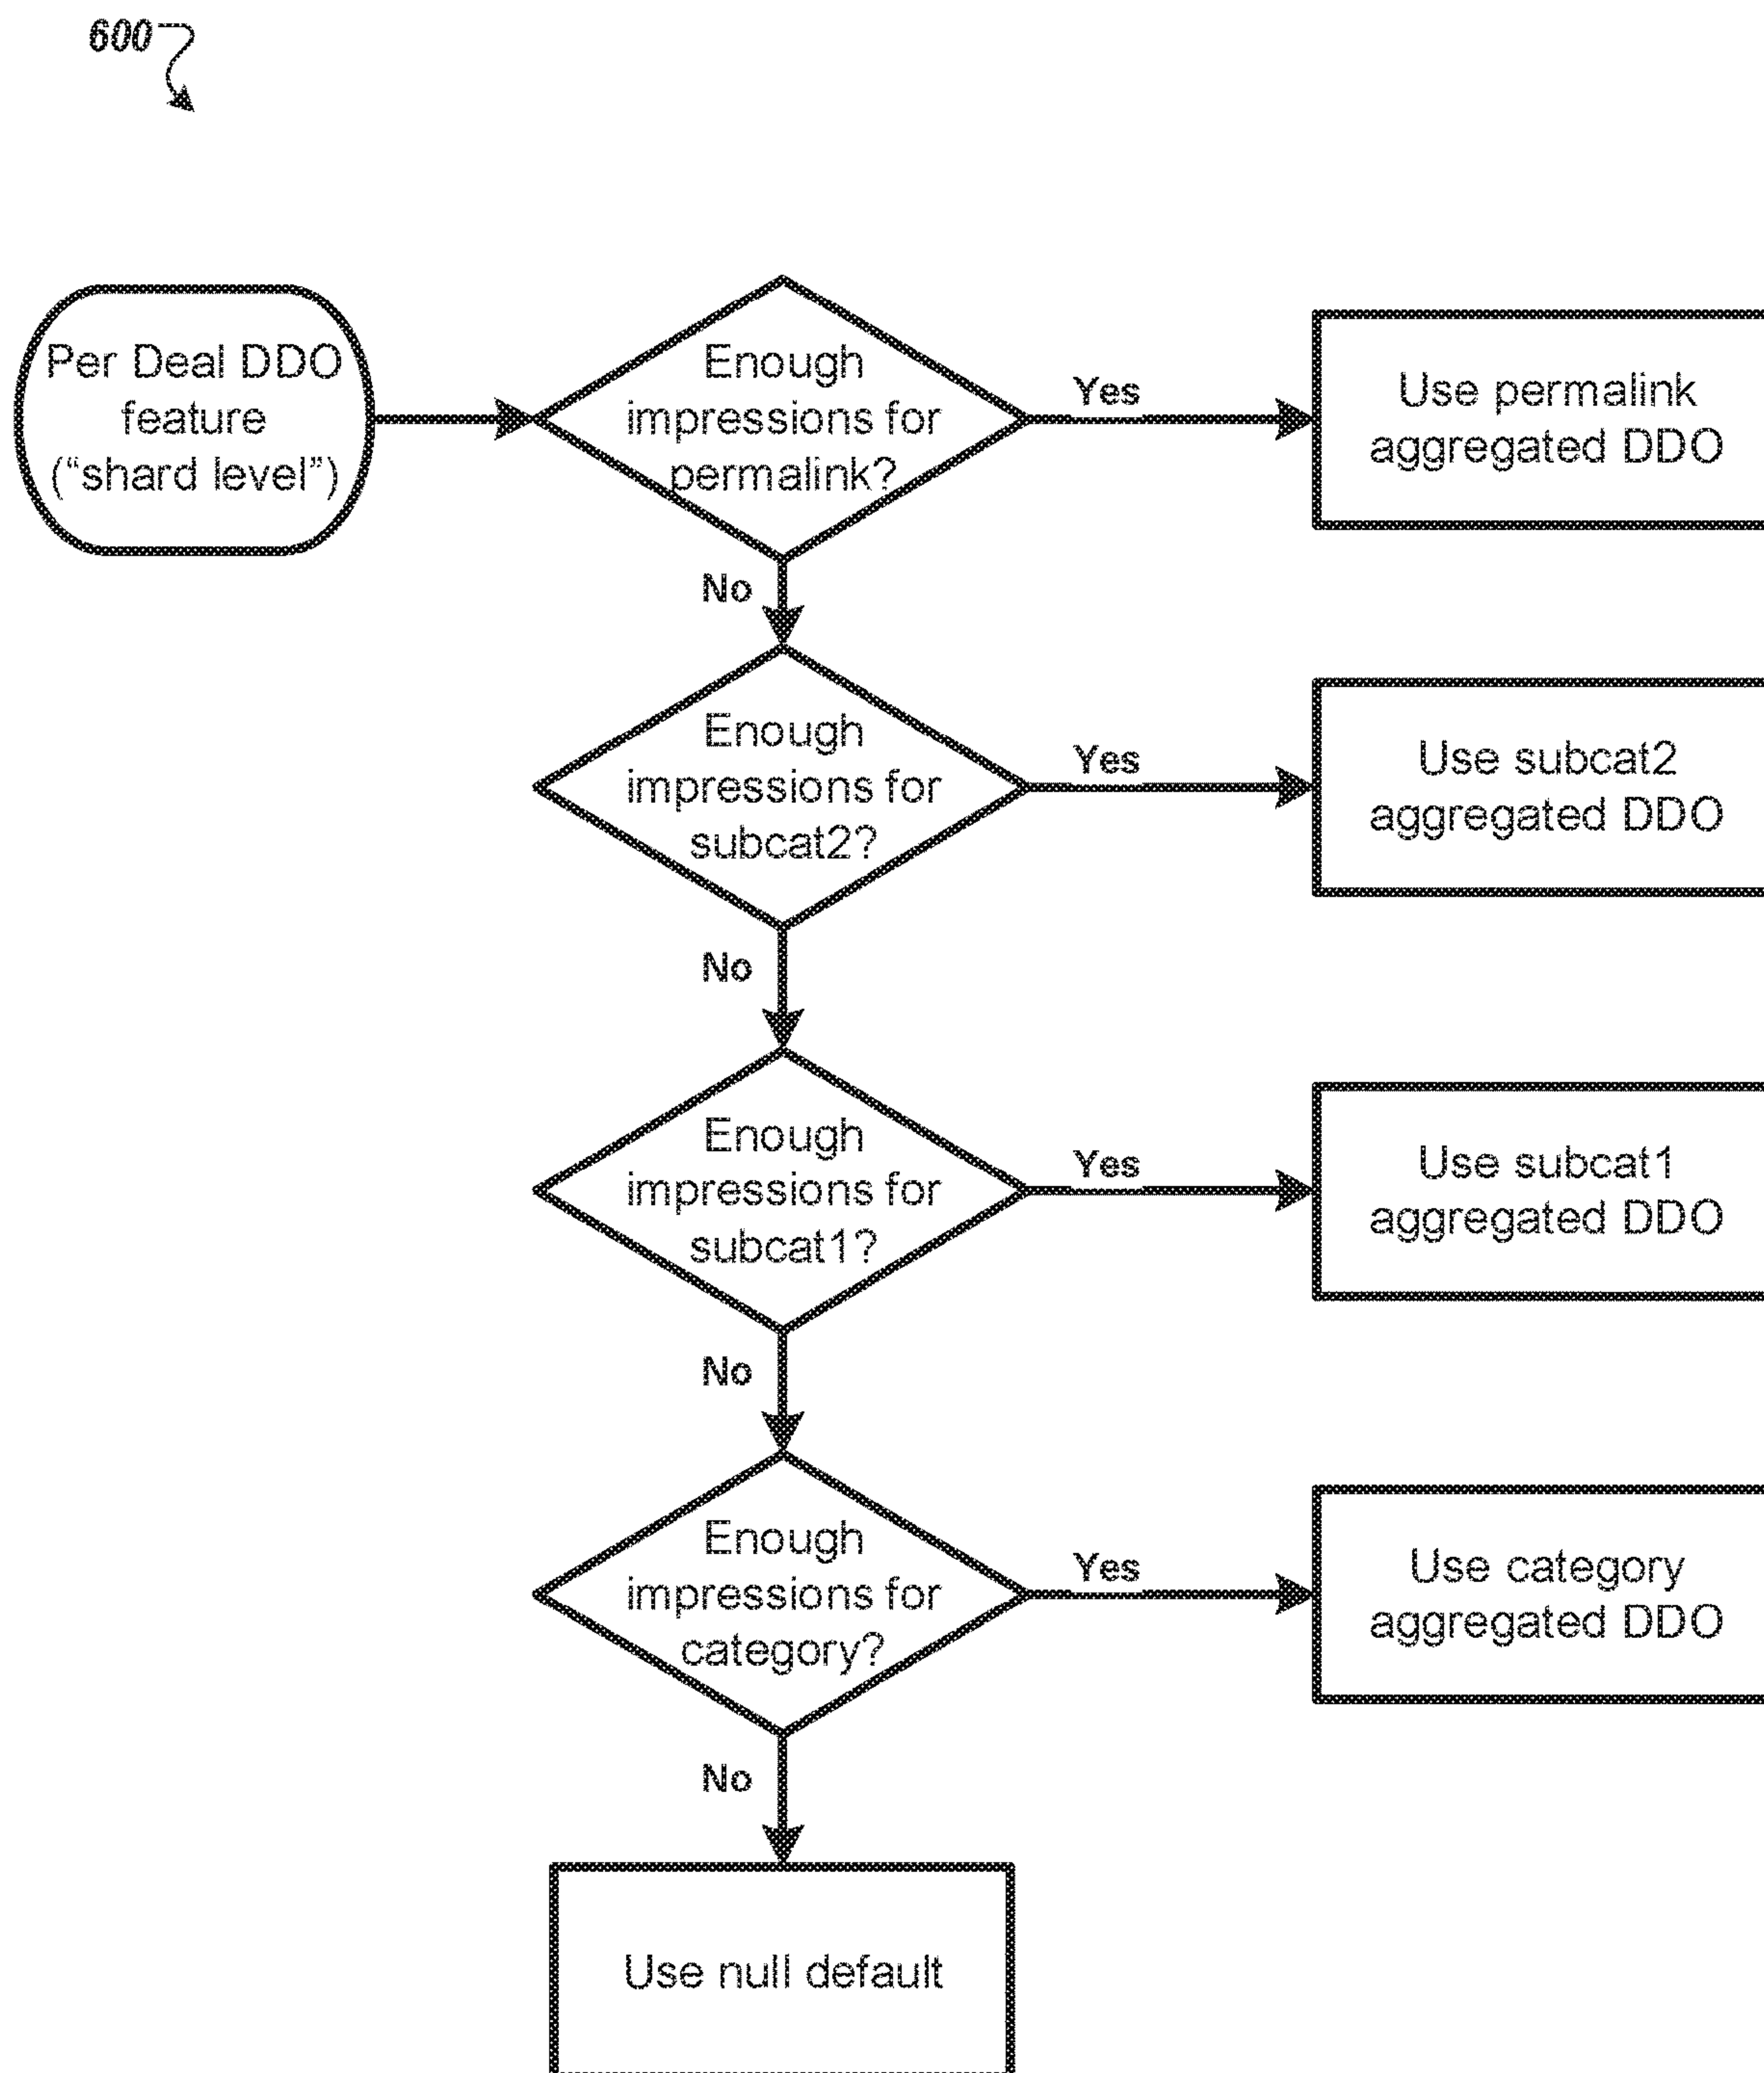 600
Per Deal DDO
feature
(“shard level”)
Enough
impressions for
permalink?
Yes
Use permalink
aggregated DDO
No
Enough
impressions for
subcat2?
Yes
Use subcat2
aggregated DDO
No
Enough
impressions for
subcat1?
Yes
Use subcat1
aggregated DDO
No
Enough
impressions for
category?
Yes
Use category
aggregated DDO
No
Use null default